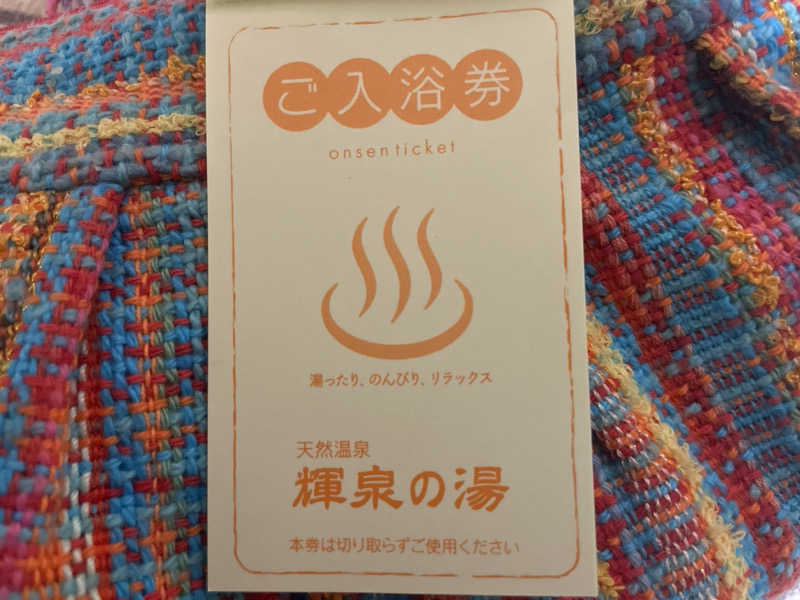 ご入浴券
onsen ticket
湯ったり、のんびり、リラックス
天然温泉
輝泉の湯
本券は切り取らずご使用ください